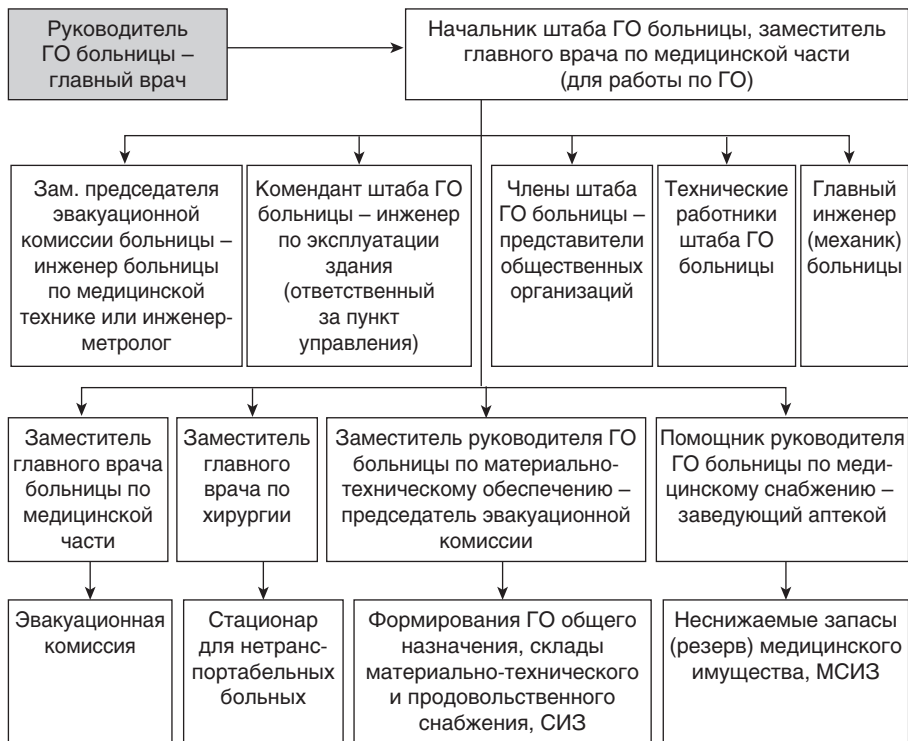 Руководитель
ГО больницы –
главный врач
Начальник штаба ГО больницы, заместитель
главного врача по медицинской части
(для работы по ГО)
Зам. председателя
эвакуационной
комиссии больницы –
инженер больницы
по медицинской
технике или инженер-
метролог
Комендант штаба ГО
больницы – инженер
по эксплуатации
здания
(ответственный
за пункт
управления)
Члены штаба
ГО больницы –
представители
общественных
организаций
Технические
работники
штаба ГО
больницы
Главный
инженер
(механик)
больницы
Заместитель
главного врача
больницы по
медицинской
части
Заместитель
главного
врача по
хирургии
Заместитель руководителя ГО
больницы по материально-
техническому обеспечению –
председатель эвакуационной
комиссии
Помощник руководителя
ГО больницы по меди-
цинскому снабжению –
заведующий аптекой
Эвакуационная
комиссия
Стационар
для нетранс-
портабельных
больных
Формирования ГО общего
назначения, склады
материально-технического
и продовольственного
снабжения, СИЗ
Неснижаемые запасы
(резерв) медицинского
имущества, МСИЗ